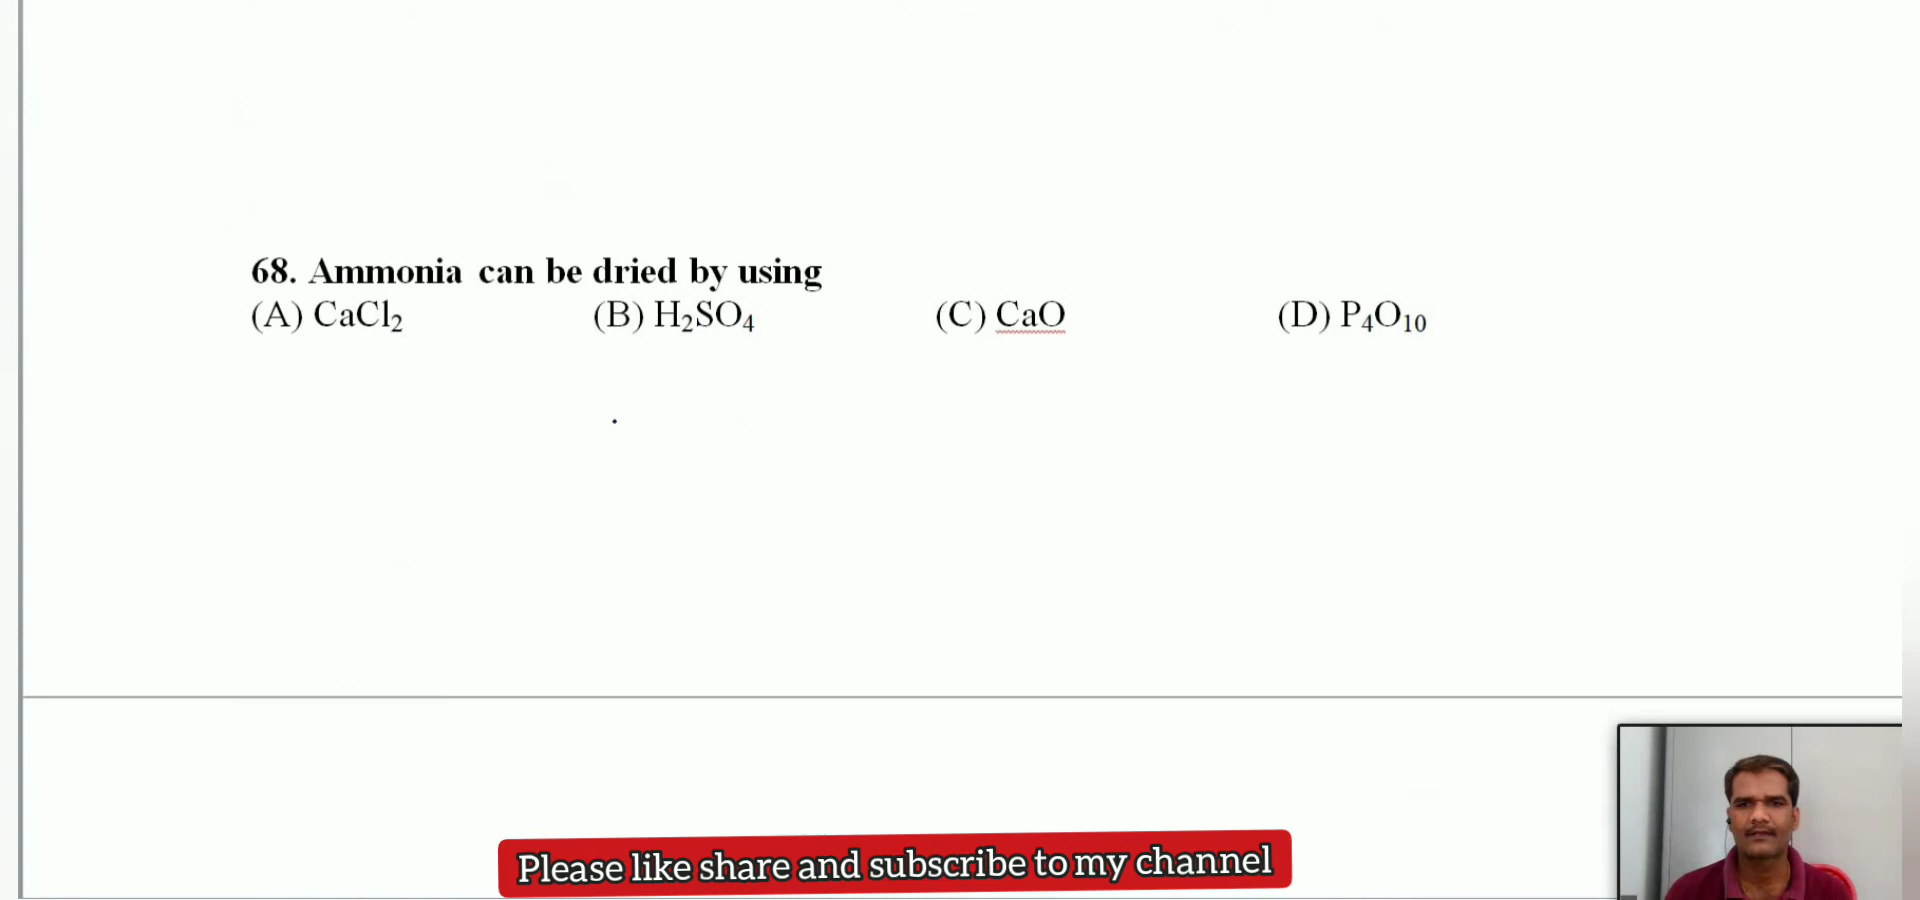 68. Ammonia can be dried by using
(A) CaCl₂ (B) H₂SO₄ (C) CaO (D) P₄O₁₀
Please like share and subscribe to my channel